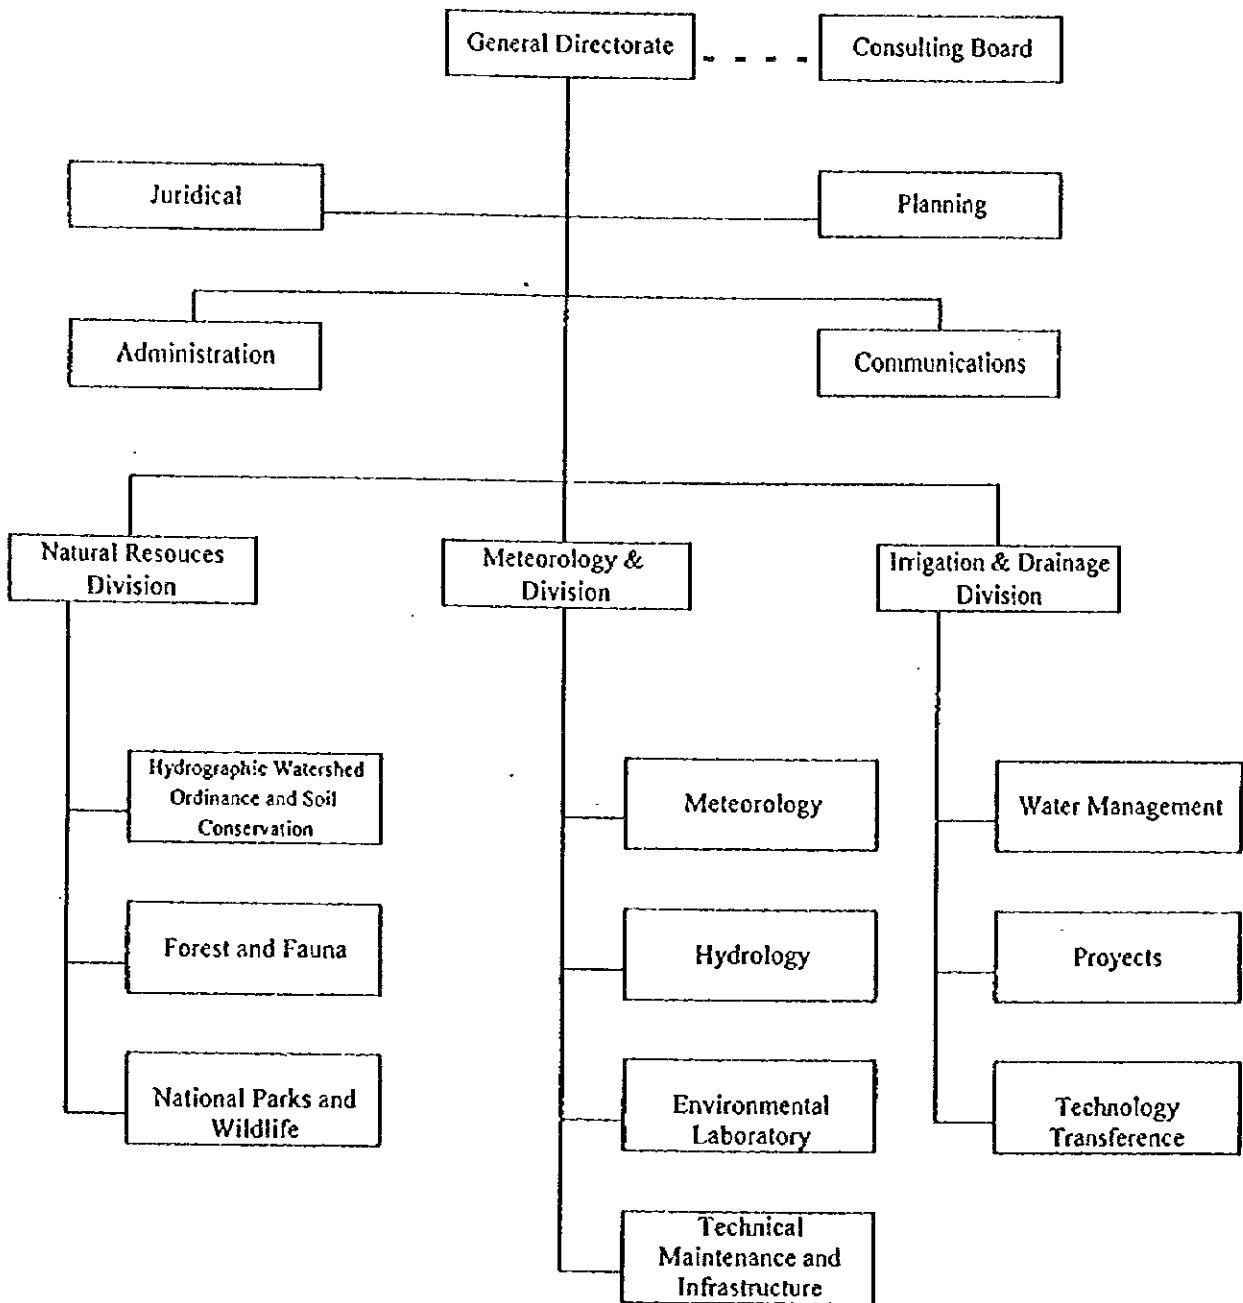 General Directorate
Consulting Board
Juridical
Planning
Administration
Communications
Natural Resouces
Division
Meteorology &
Division
Irrigation & Drainage
Division
Hydrographic Watershed
Ordinance and Soil
Conservation
Forest and Fauna
National Parks and
Wildlife
Meteorology
Hydrology
Environmental
Laboratory
Technical
Maintenance and
Infrastructure
Water Management
Proyects
Technology
Transference